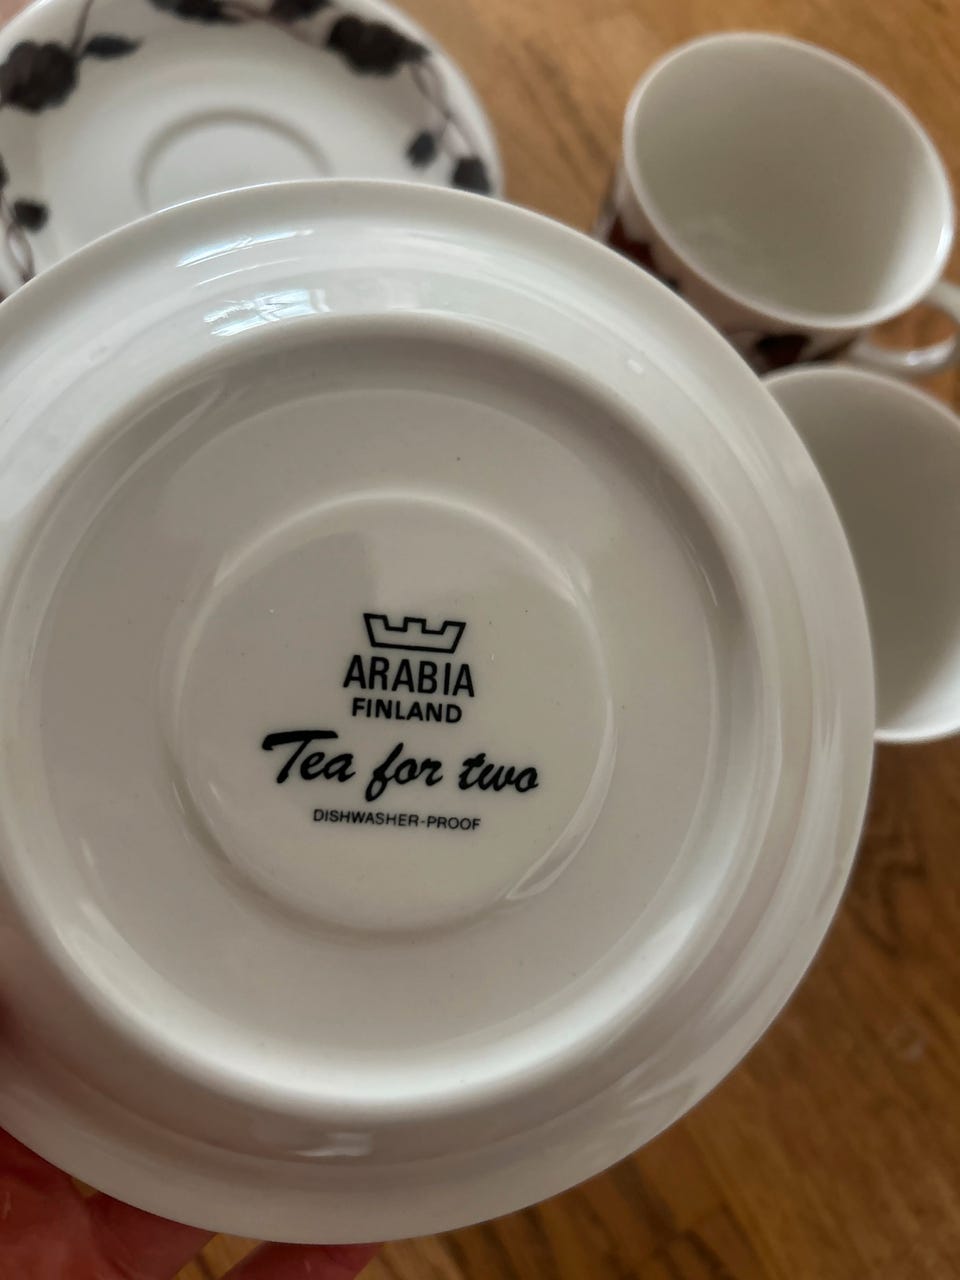 ARABIA
FINLAND
Tea for two
DISHWASHER-PROOF